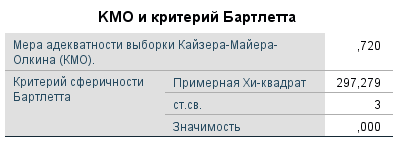 КМО и критерий Бартлетта
Мера адекватности выборки Кайзера-Майера-
Олкина (КМО). ,720
Критерий сферичности Примерная Хи-квадрат 297,279
Бартлетта ст.св. 3
Значимость ,000